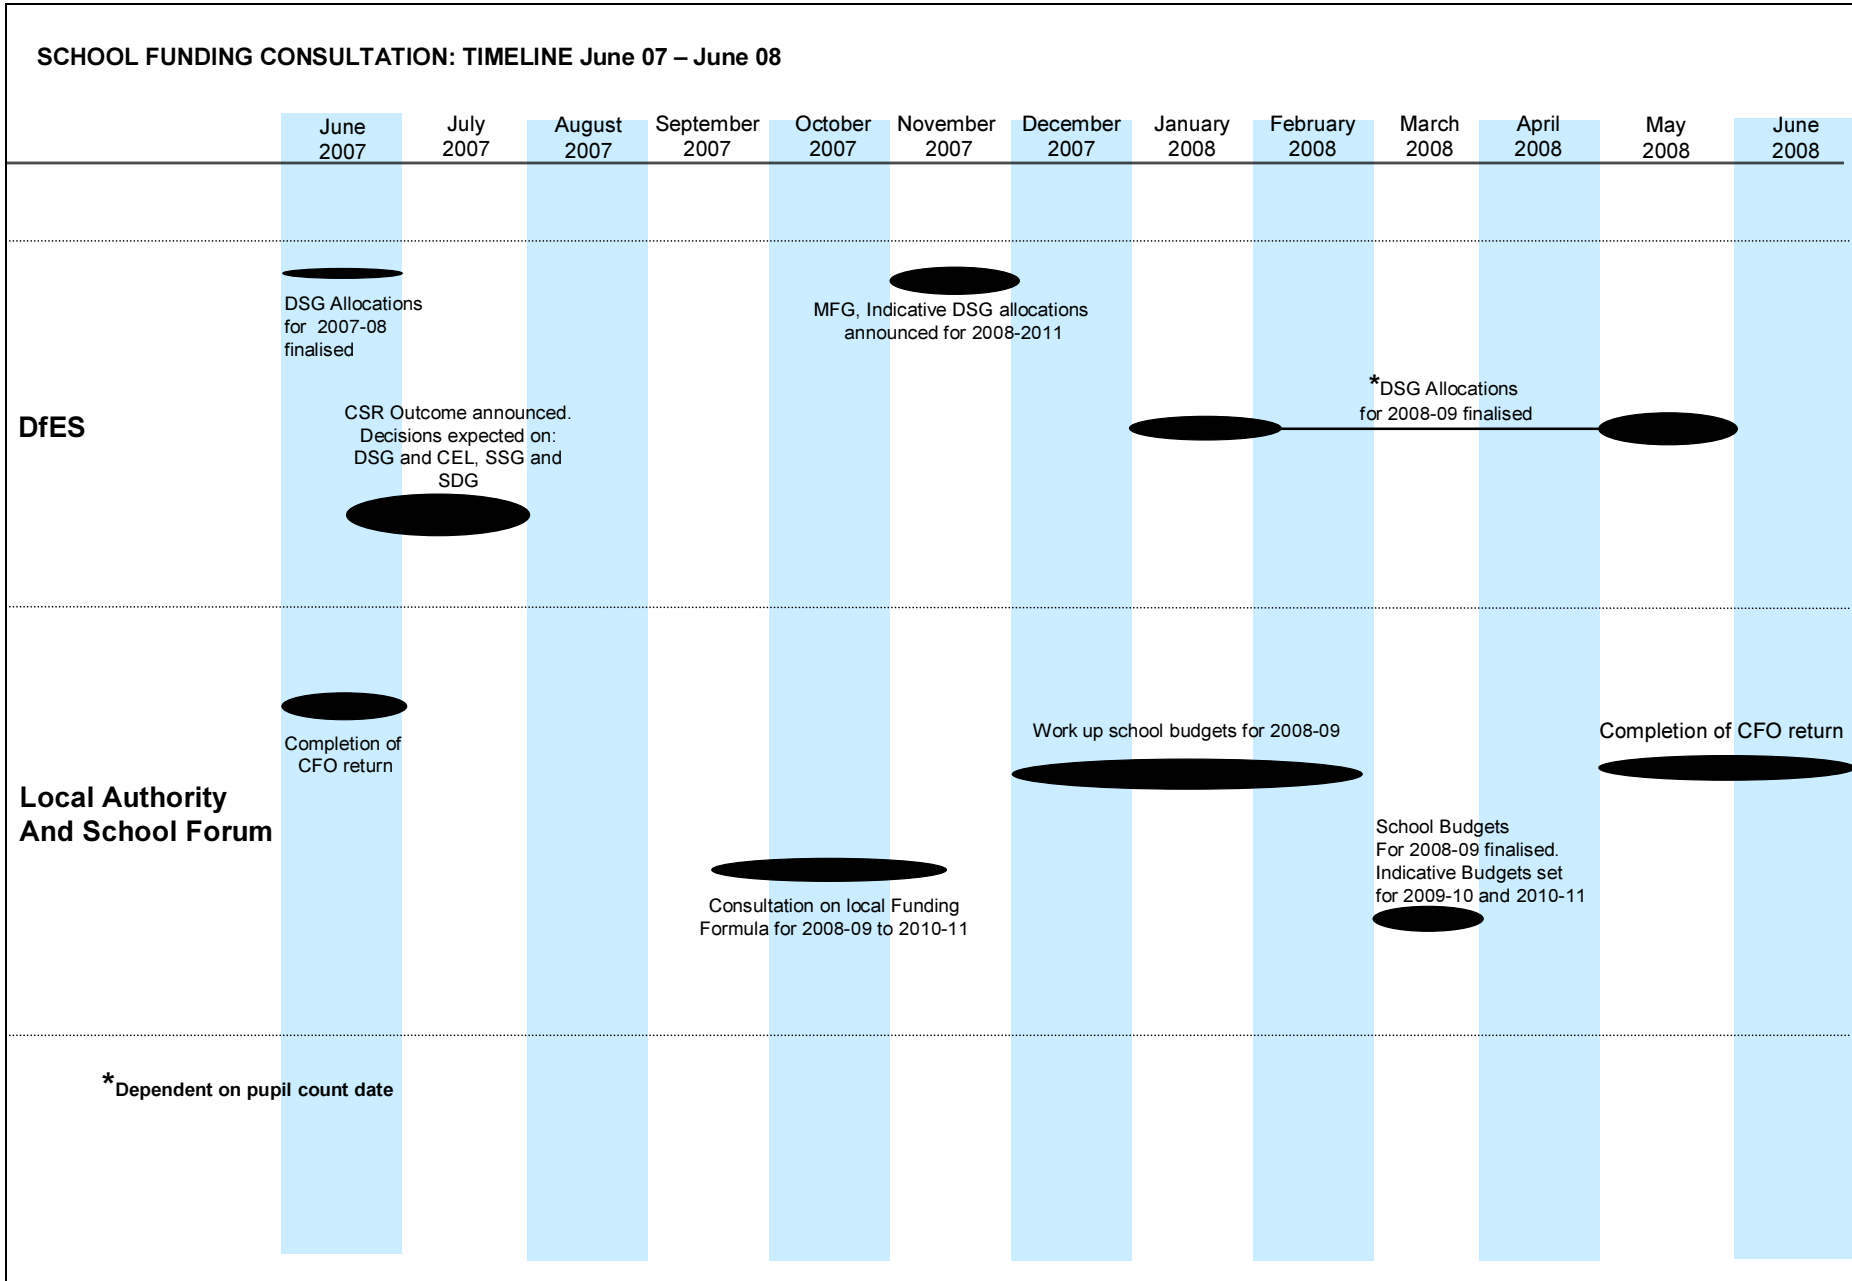 SCHOOL FUNDING CONSULTATION: TIMELINE June 07 – June 08
June
2007
July
2007
August
2007
September
2007
October
2007
November
2007
December
2007
January
2008
February
2008
March
2008
April
2008
May
2008
June
2008
DfES
DSG Allocations
for 2007-08
finalised
CSR Outcome announced.
Decisions expected on:
DSG and CEL, SSG and
SDG
MFG, Indicative DSG allocations
announced for 2008-2011
*DSG Allocations
for 2008-09 finalised
Local Authority
And School Forum
Completion of
CFO return
Consultation on local Funding
Formula for 2008-09 to 2010-11
Work up school budgets for 2008-09
School Budgets
For 2008-09 finalised.
Indicative Budgets set
for 2009-10 and 2010-11
Completion of CFO return
*Dependent on pupil count date